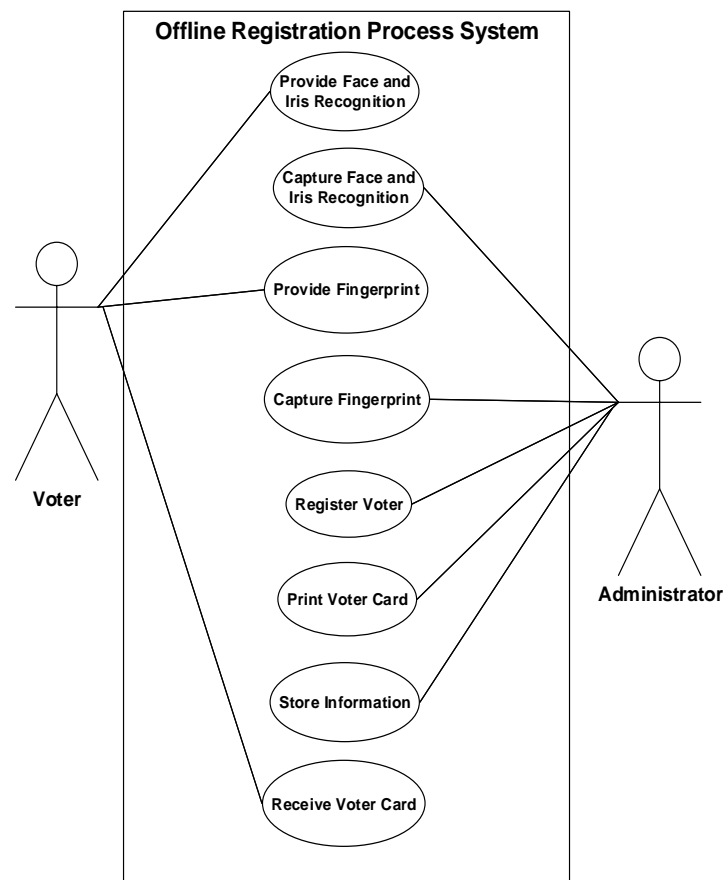 Offline Registration Process System
Provide Face and
Iris Recognition
Capture Face and
Iris Recognition
Provide Fingerprint
Capture Fingerprint
Voter
Register Voter
Print Voter Card
Administrator
Store Information
Receive Voter Card